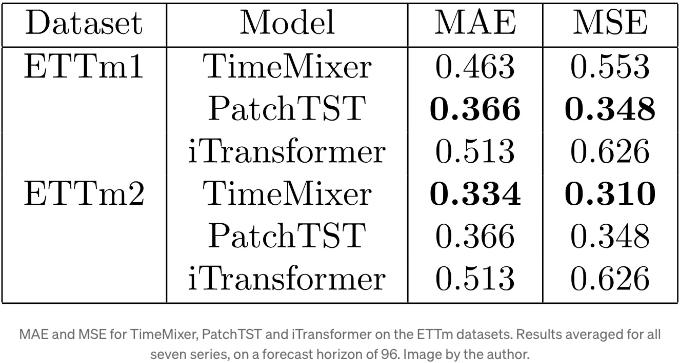 Dataset Model MAE MSE
ETTm1 TimeMixer 0.463 0.553
PatchTST 0.366 0.348
iTransformer 0.513 0.626
ETTm2 TimeMixer 0.334 0.310
PatchTST 0.366 0.348
iTransformer 0.513 0.626
MAE and MSE for TimeMixer, PatchTST and iTransformer on the ETTm datasets. Results averaged for all
seven series, on a forecast horizon of 96. Image by the author.